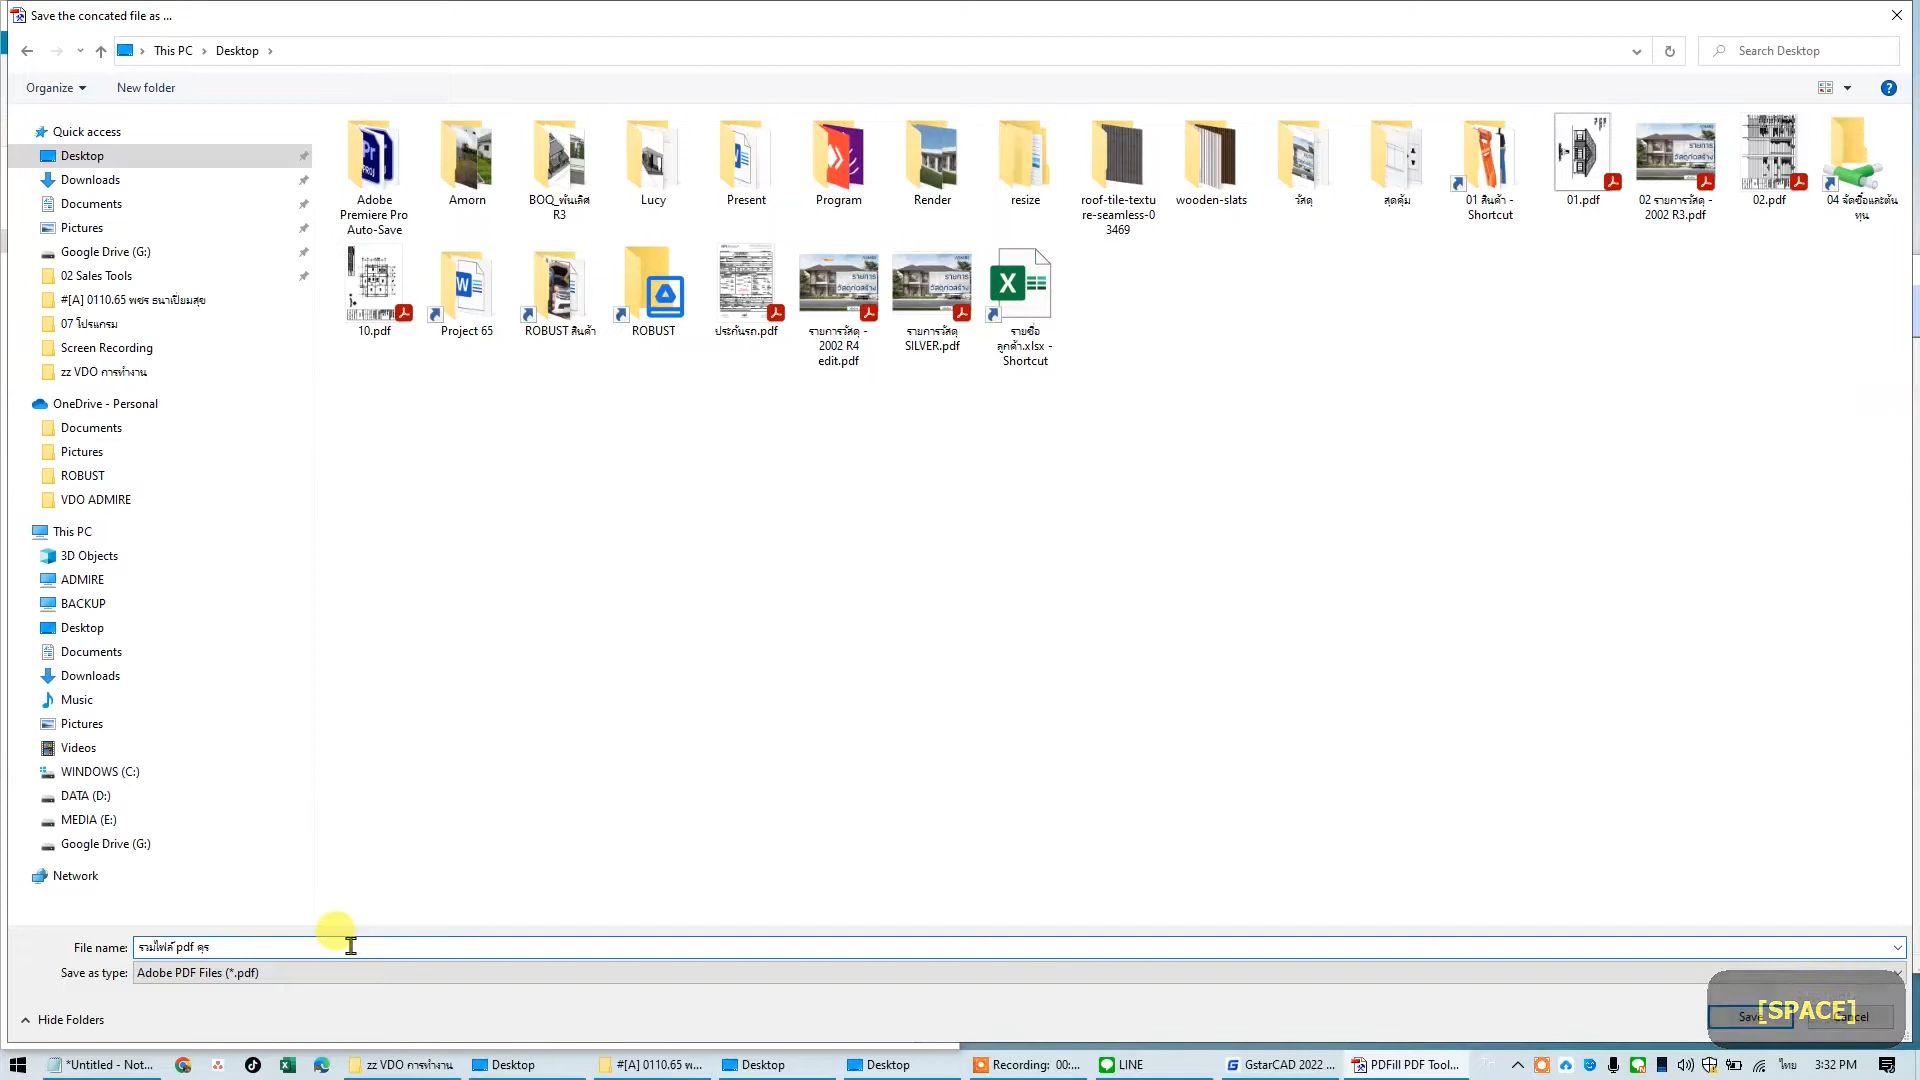 Save the concated file as ...
This PC
Desktop
Search Desktop
Organize
New folder
Quick access
Desktop
Downloads
Documents
Pictures
Google Drive (G:)
02 Sales Tools
#[A] 0110.65 พชร ธนาเปี่ยมสุข
07 โปรแกรม
Screen Recording
zz VDO การทำงาน
OneDrive - Personal
Documents
Pictures
ROBUST
VDO ADMIRE
This PC
3D Objects
ADMIRE
BACKUP
Desktop
Documents
Downloads
Music
Pictures
Videos
WINDOWS (C:)
DATA (D:)
MEDIA (E:)
Google Drive (G:)
Network
Adobe
Premiere Pro
Auto-Save
Amorn
BOQ_พันเลิศ
R3
Lucy
Present
Program
Render
resize
roof-tile-textu
re-seamless-0
3469
wooden-slats
วัสดุ
สุดคุ้ม
01 สินค้า -
Shortcut
01.pdf
02 รายการวัสดุ -
2002 R3.pdf
02.pdf
04 จัดซื้อและต้น
ทุน
10.pdf
Project 65
ROBUST สินค้า
ROBUST
ประกันรถ.pdf
รายการวัสดุ -
2002 R4
edit.pdf
รายการวัสดุ
SILVER.pdf
รายชื่อ
ลูกค้า.xlsx -
Shortcut
File name:
รวมไฟล์ pdf คุร
Save as type:
Adobe PDF Files (*.pdf)
Hide Folders
Save
Cancel
[SPACE]
*Untitled - Not...
zz VDO การทำงาน
Desktop
#[A] 0110.65 พ...
Desktop
Desktop
Recording: 00:...
LINE
GstarCAD 2022 ...
PDFill PDF Tool...
ไทย
3:32 PM